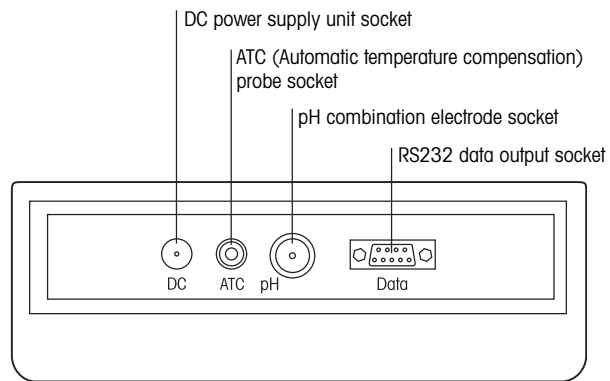 DC power supply unit socket
ATC (Automatic temperature compensation)
probe socket
pH combination electrode socket
RS232 data output socket
DC ATC pH Data